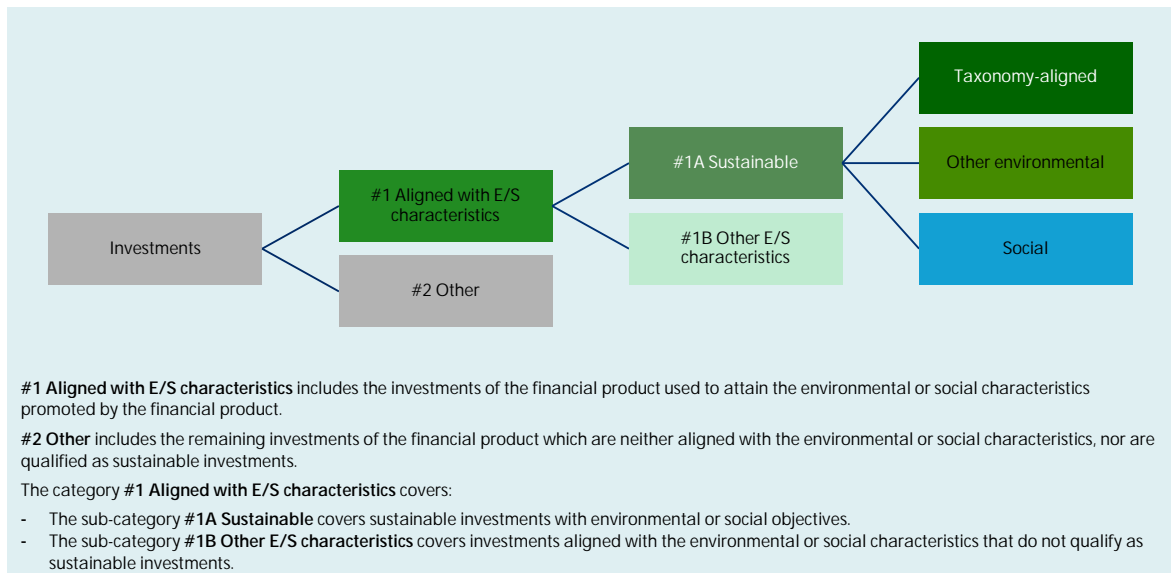 Taxonomy-aligned
#1A Sustainable
Other environmental
#1 Aligned with E/S
characteristics
#1B Other E/S
characteristics
Investments
Social
#2 Other
#1 Aligned with E/S characteristics includes the investments of the financial product used to attain the environmental or social characteristics
promoted by the financial product.
#2 Other includes the remaining investments of the financial product which are neither aligned with the environmental or social characteristics, nor are
qualified as sustainable investments.
The category #1 Aligned with E/S characteristics covers:
- The sub-category #1A Sustainable covers sustainable investments with environmental or social objectives.
- The sub-category #1B Other E/S characteristics covers investments aligned with the environmental or social characteristics that do not qualify as
sustainable investments.